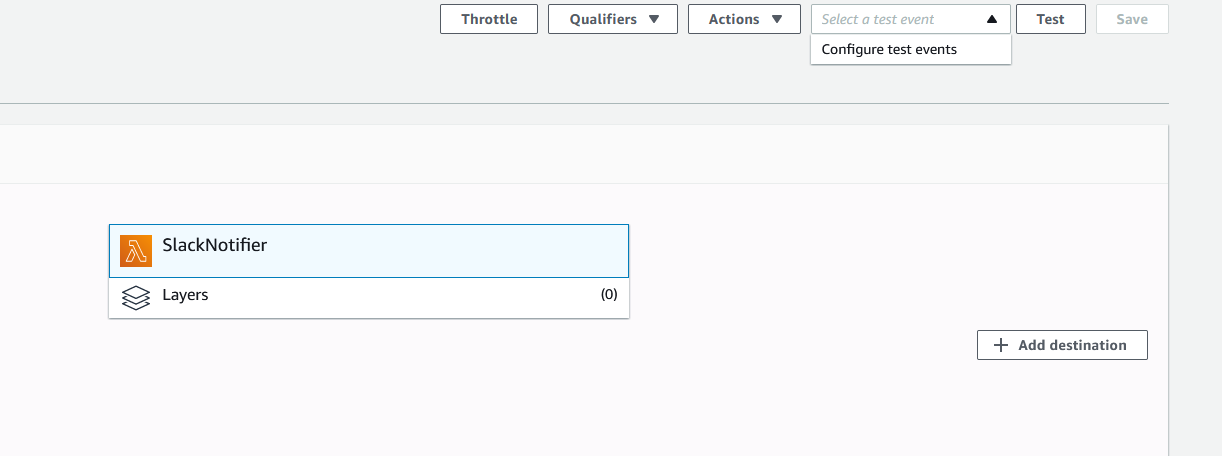 Throttle Qualifiers Actions Select a test event Test Save
Configure test events
SlackNotifier
Layers (0)
Add destination